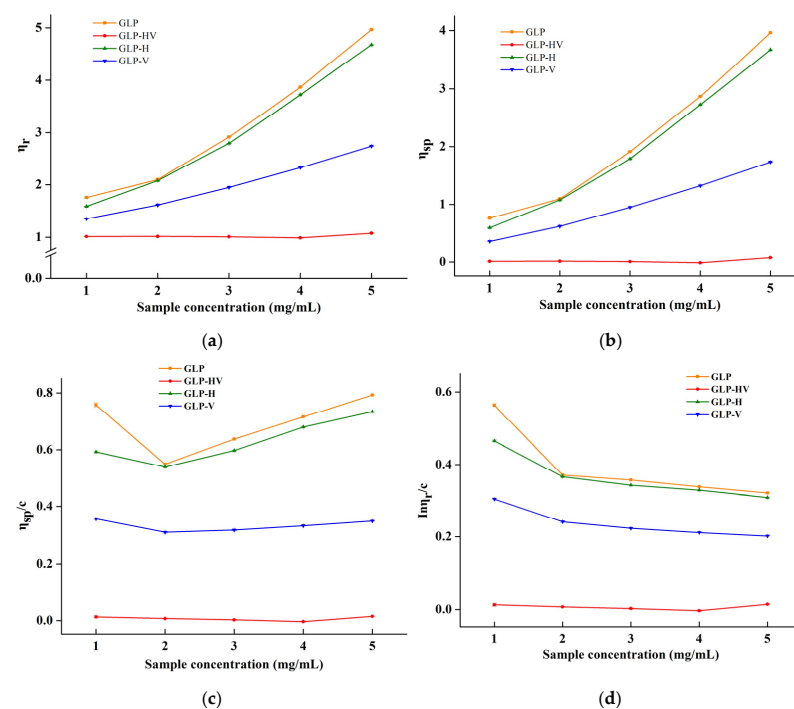 GLP
GLP-HV
GLP-H
GLP-V
5
4
3
2
1
0.0
ηr
1 2 3 4 5
Sample concentration (mg/mL)
(a)
GLP
GLP-HV
GLP-H
GLP-V
4
3
2
1
0
ηsp
1 2 3 4 5
Sample concentration (mg/mL)
(b)
GLP
GLP-HV
GLP-H
GLP-V
0.8
0.6
0.4
0.2
0.0
ηsp/c
1 2 3 4 5
Sample concentration (mg/mL)
(c)
GLP
GLP-HV
GLP-H
GLP-V
0.6
0.4
0.2
0.0
Inηr/c
1 2 3 4 5
Sample concentration (mg/mL)
(d)